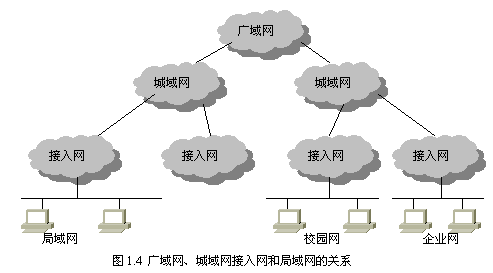 广域网
城域网 城域网
接入网 接入网 接入网 接入网
局域网 校园网 企业网
图 1.4 广域网、城域网接入网和局域网的关系